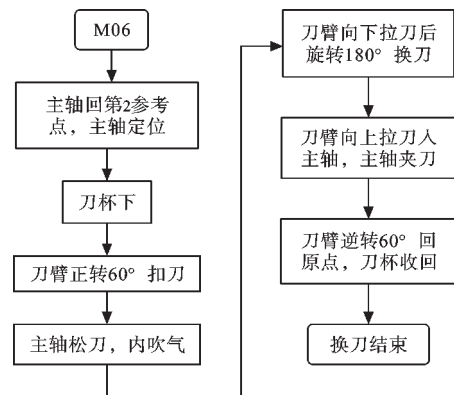 M06
主轴回第2参考
点，主轴定位
刀杯下
刀臂正转60° 扣刀
主轴松刀，内吹气
刀臂向下拉刀后
旋转180° 换刀
刀臂向上拉刀入
主轴，主轴夹刀
刀臂逆转60° 回
原点，刀杯收回
换刀结束